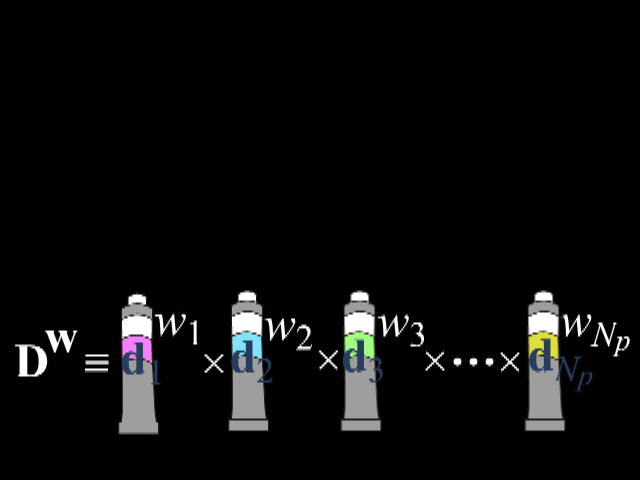 D^w ≡ d_1^{w_1} × d_2^{w_2} × d_3^{w_3} × ··· × d_{N_p}^{w_{N_p}}